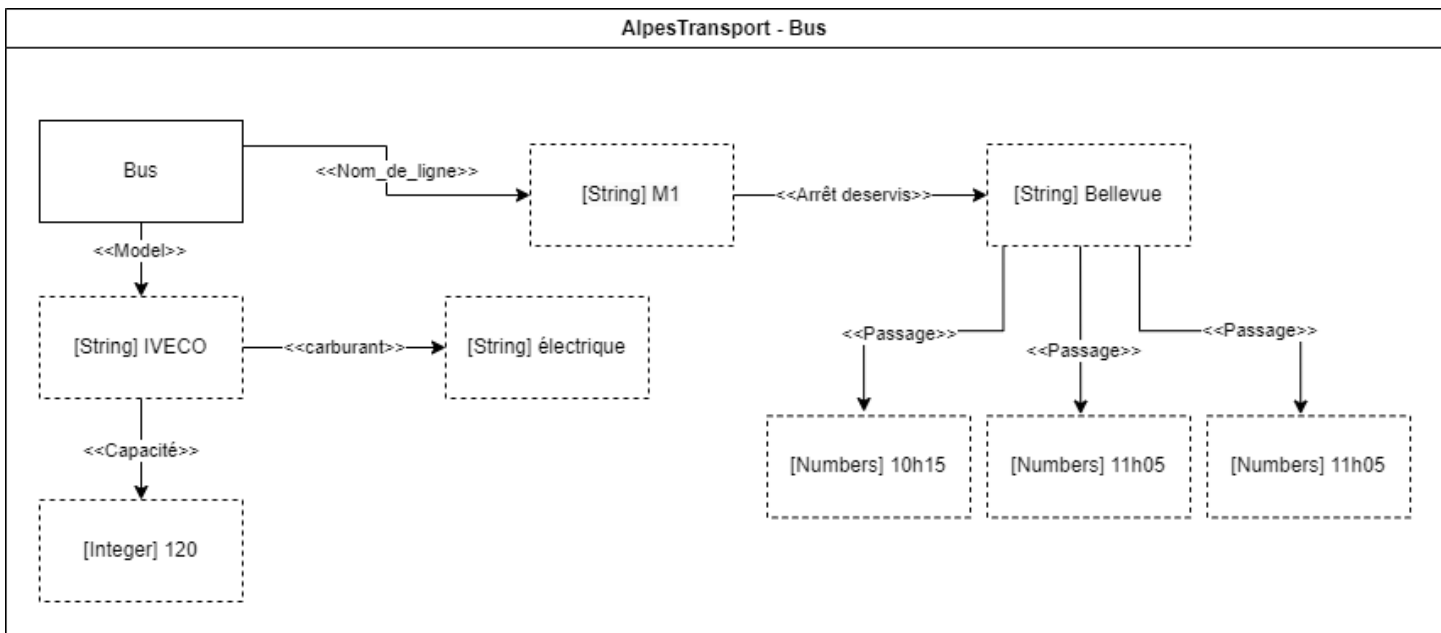 AlpesTransport - Bus
Bus
<<Nom_de_ligne>>
[String] M1
<<Arrêt deservis>>
[String] Bellevue
<<Model>>
[String] IVECO
<<carburant>>
[String] électrique
<<Passage>>
<<Passage>>
<<Passage>>
<<Capacité>>
[Numbers] 10h15
[Numbers] 11h05
[Numbers] 11h05
[Integer] 120